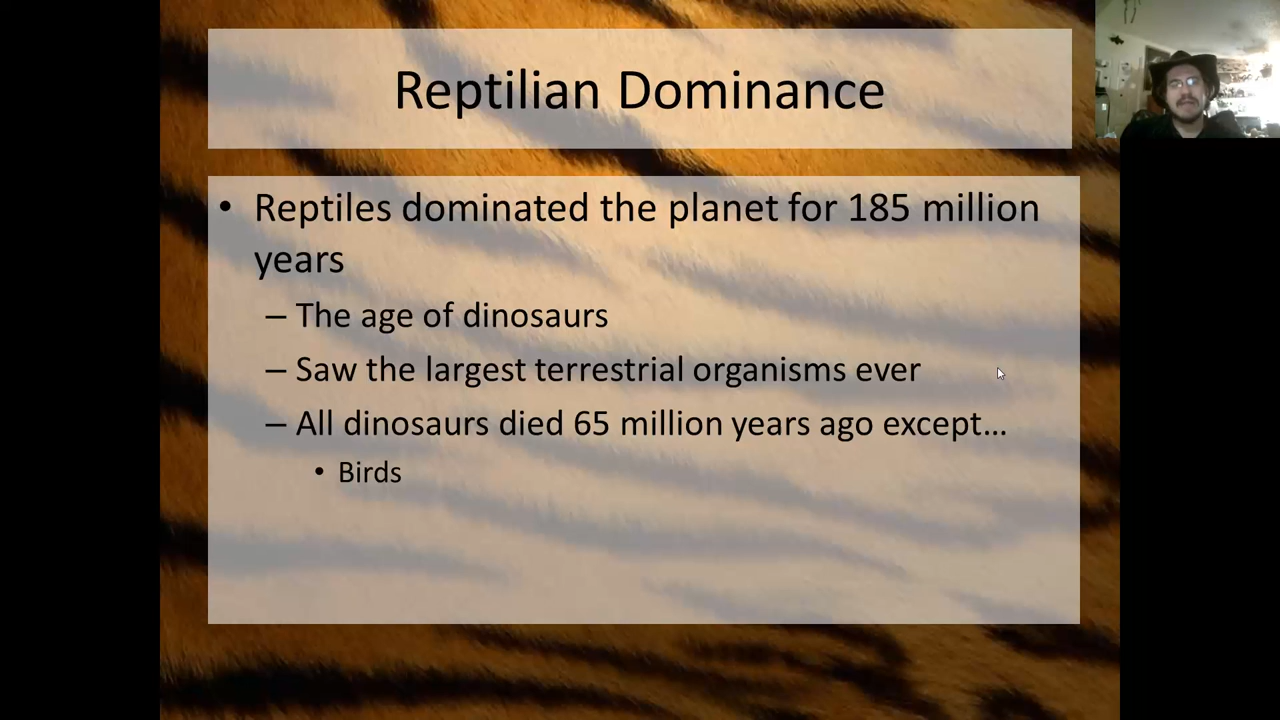 Reptilian Dominance
• Reptiles dominated the planet for 185 million
years
– The age of dinosaurs
– Saw the largest terrestrial organisms ever
– All dinosaurs died 65 million years ago except…
• Birds